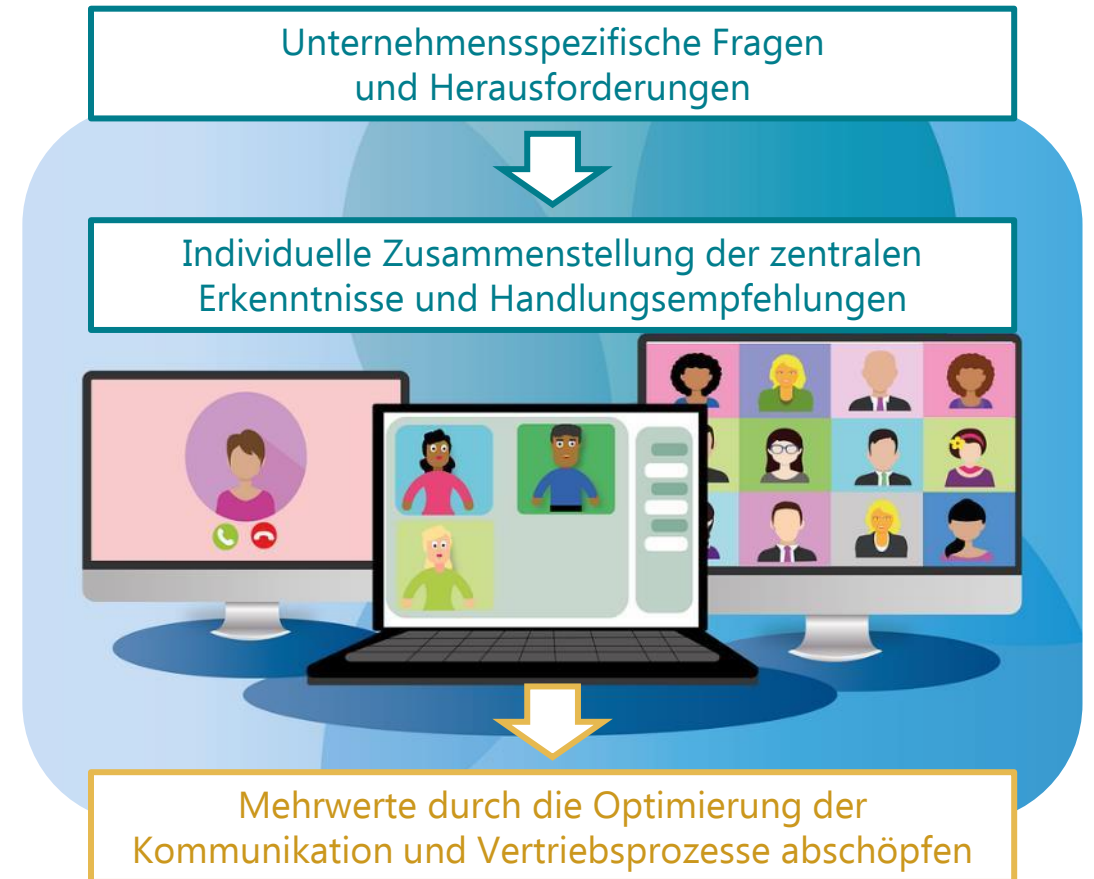 Unternehmensspezifische Fragen
und Herausforderungen
Individuelle Zusammenstellung der zentralen
Erkenntnisse und Handlungsempfehlungen
Mehrwerte durch die Optimierung der
Kommunikation und Vertriebsprozesse abschöpfen